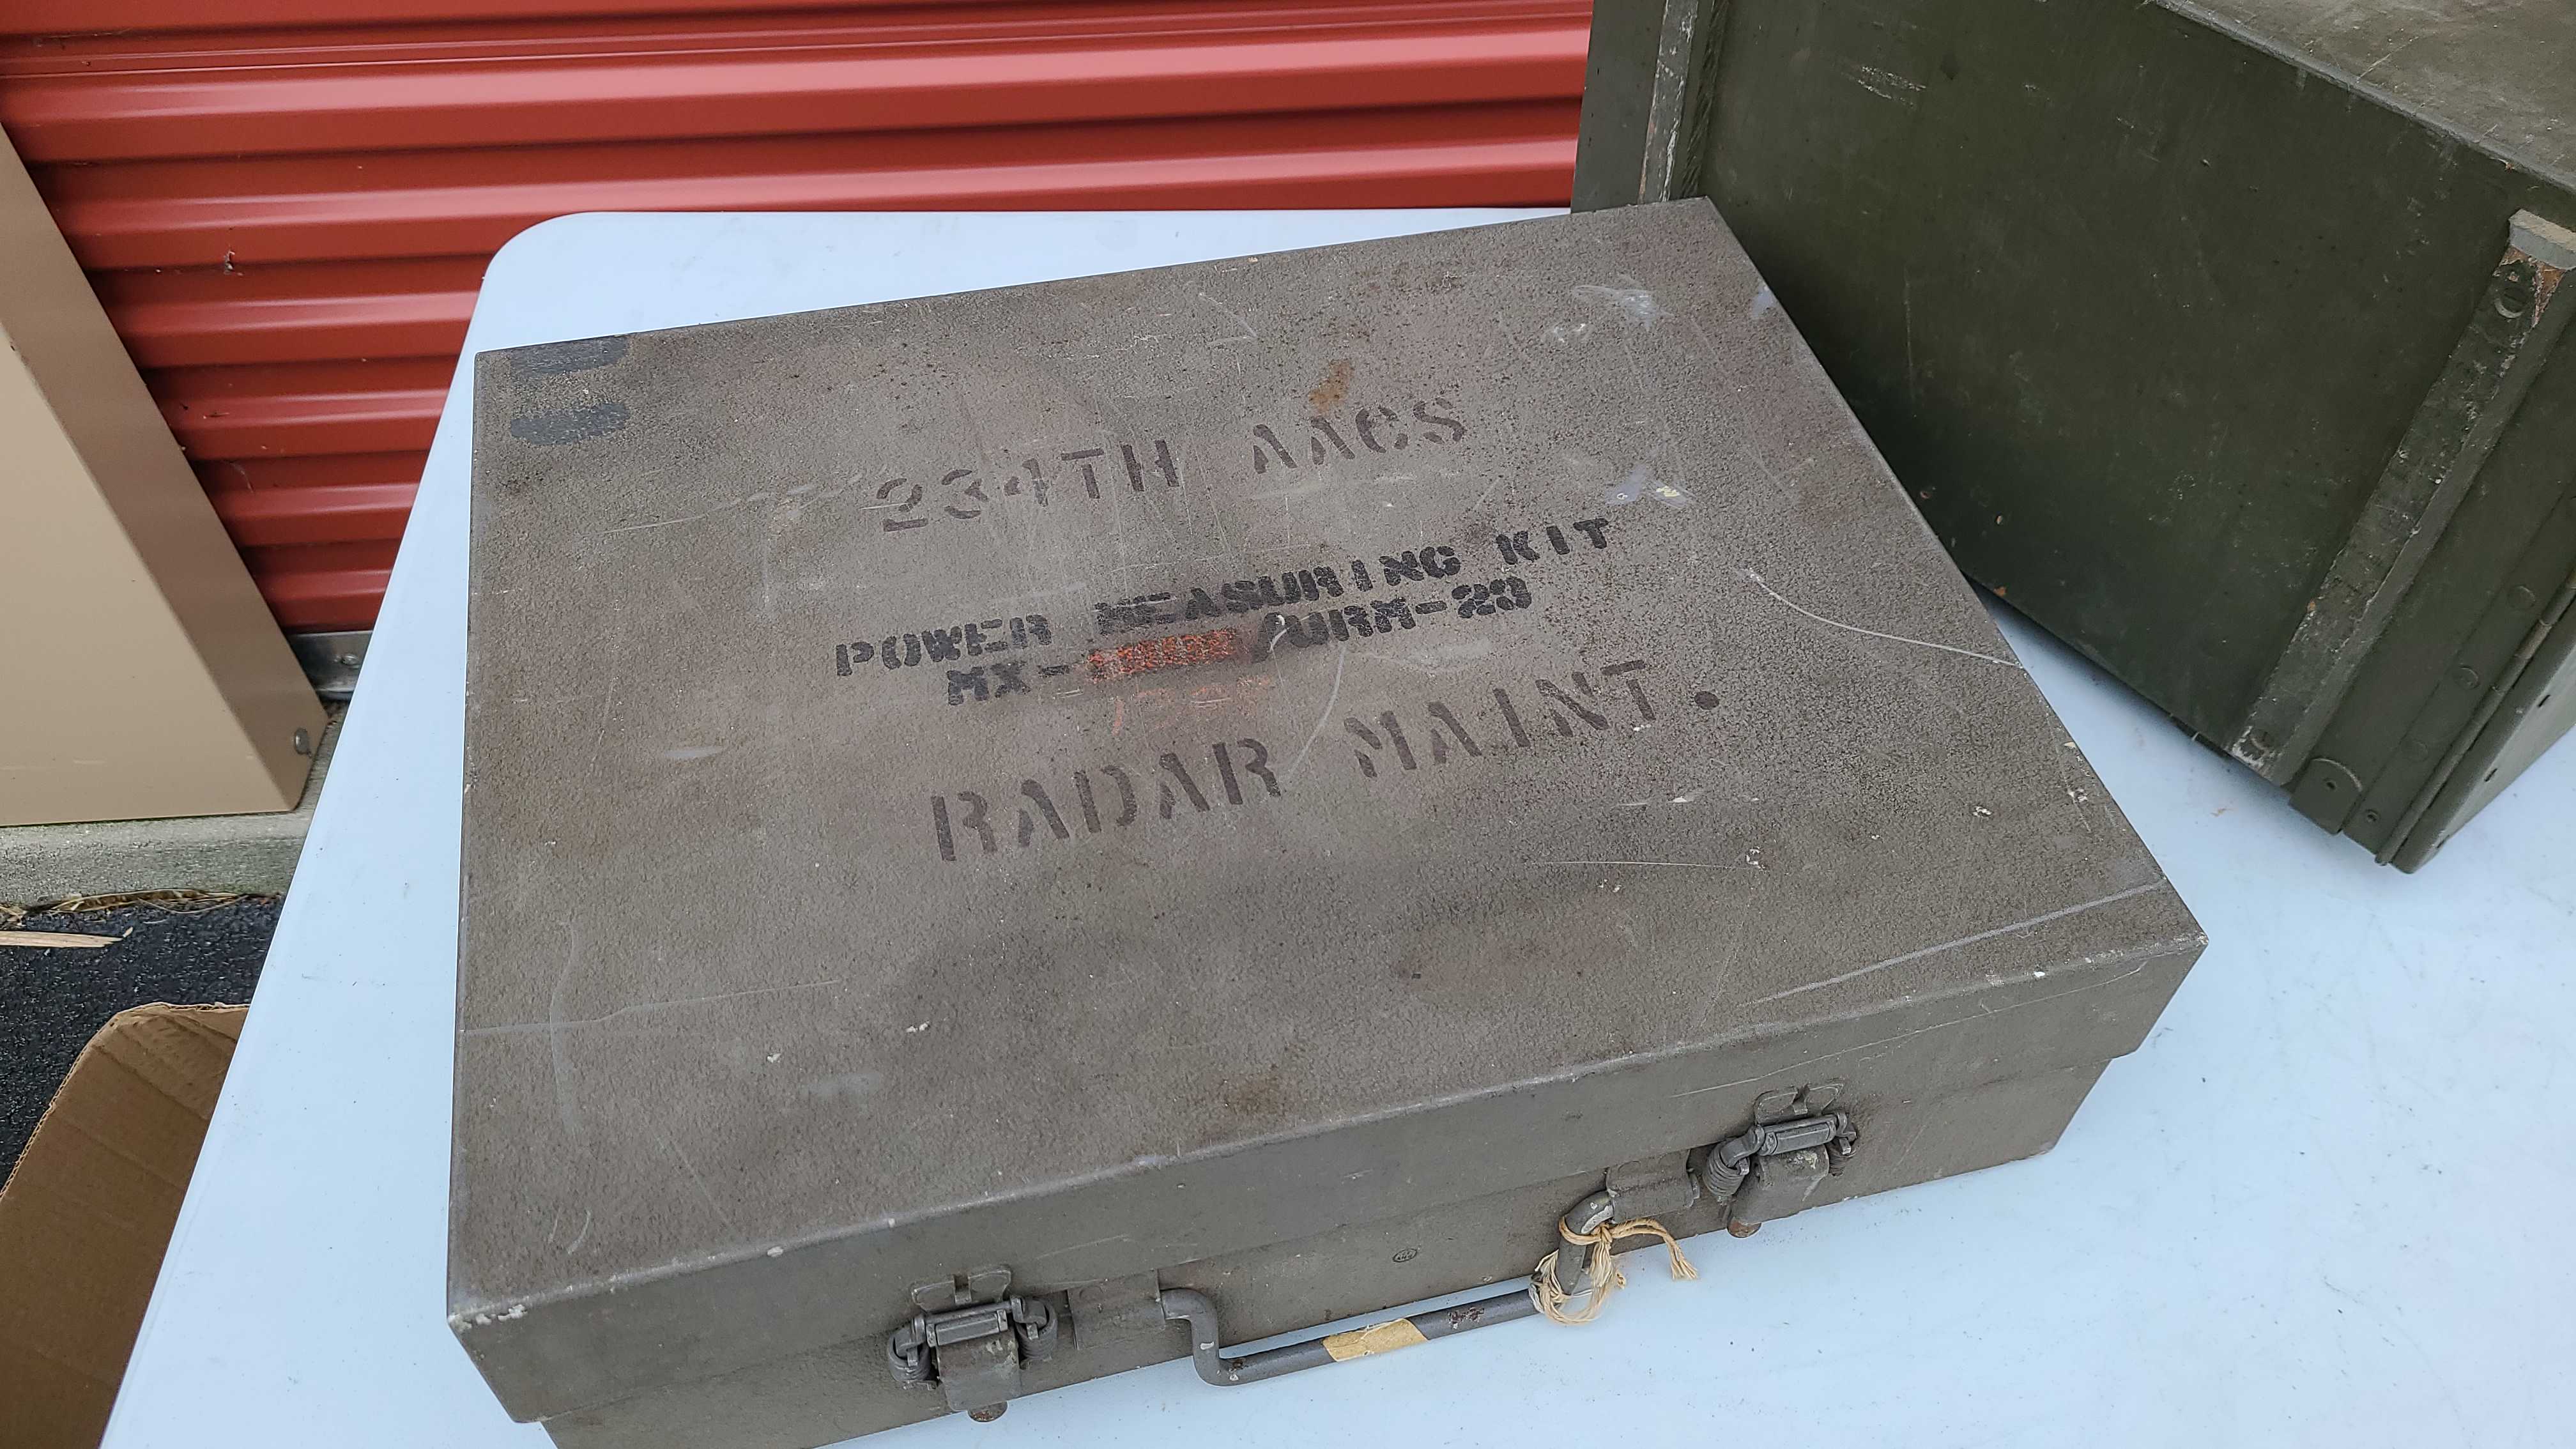 234TH AACS
POWER MEASURING KIT
MX- /URM-23
RADAR MAINT.